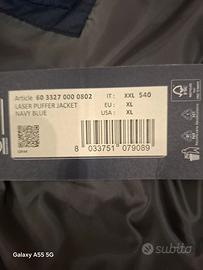 Article 60 3327 000 0802
LASER PUFFER JACKET
NAVY BLUE
IT: XXL 540
EU: XL
USA: XL
8 033751 079089
Galaxy A55 5G
subito